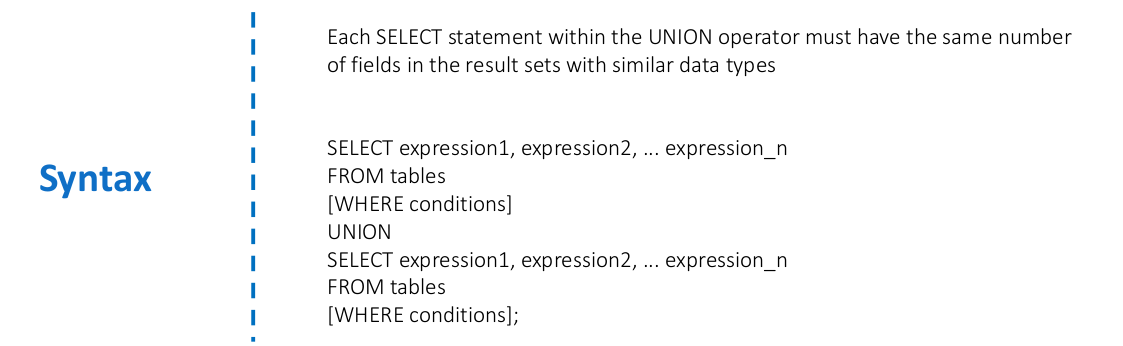 Syntax
Each SELECT statement within the UNION operator must have the same number
of fields in the result sets with similar data types
SELECT expression1, expression2, ... expression_n
FROM tables
[WHERE conditions]
UNION
SELECT expression1, expression2, ... expression_n
FROM tables
[WHERE conditions];